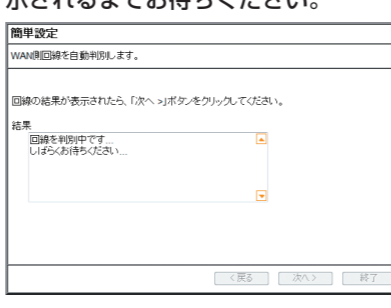 示されるまでお待ちください。
簡単設定
WAN側回線を自動判別します。
回線の結果が表示されたら、「次へ >」ボタンをクリックしてください。
結果
回線を判別中です...
しばらくお待ちください...
< 戻る 次へ > 終了